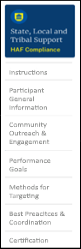 State, Local and
Tribal Support
HAF Compliance
Instructions
Participant
General
Information
Community
Outreach &
Engagement
Performance
Goals
Methods for
Targeting
Best Preactices &
Coordination
Certification